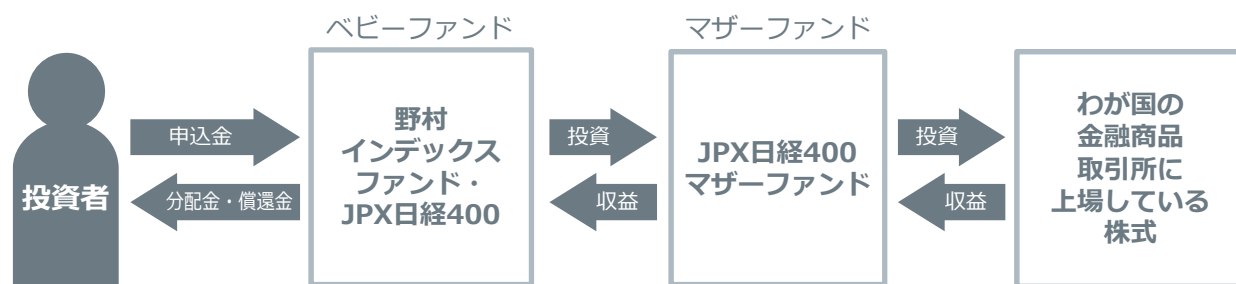 ベビーファンド
マザーファンド
投資者
申込金
分配金・償還金
野村
インデックス
ファンド・
JPX日経400
投資
収益
JPX日経400
マザーファンド
投資
収益
わが国の
金融商品
取引所に
上場している
株式